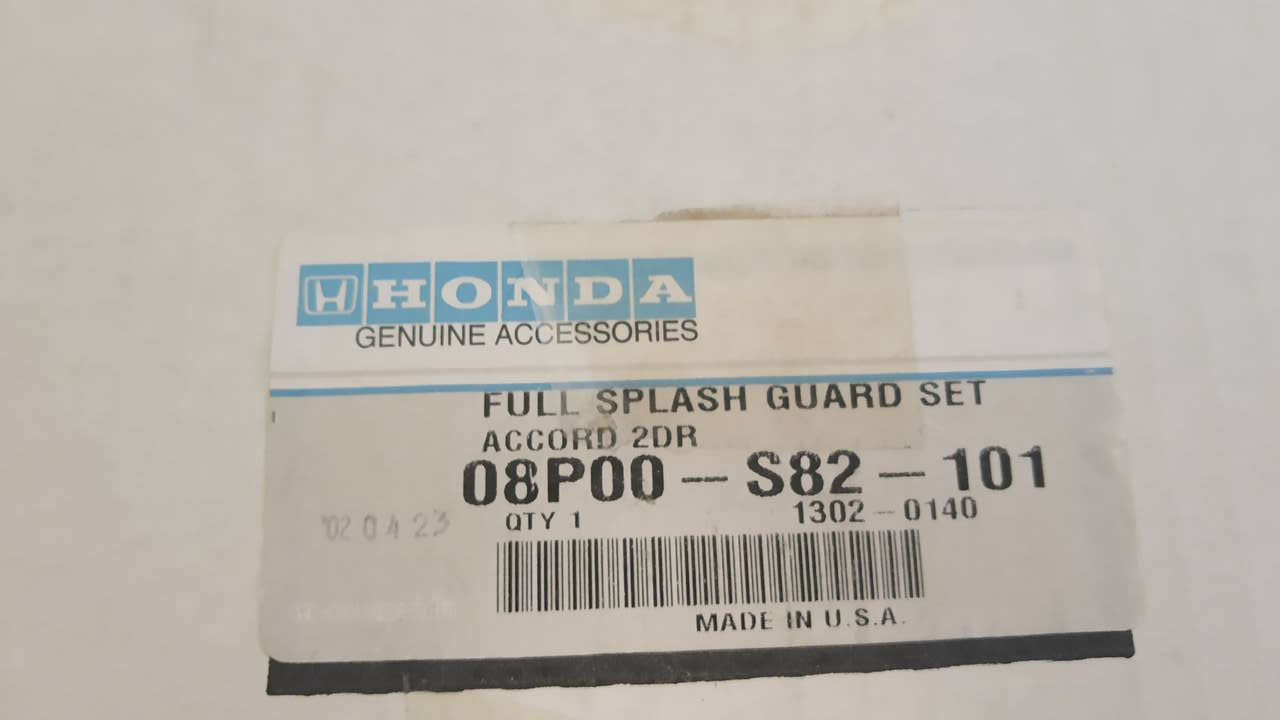 HONDA
GENUINE ACCESSORIES
FULL SPLASH GUARD SET
ACCORD 2DR
08P00-S82-101
QTY 1 1302-0140
'02 04 23
MADE IN U.S.A.